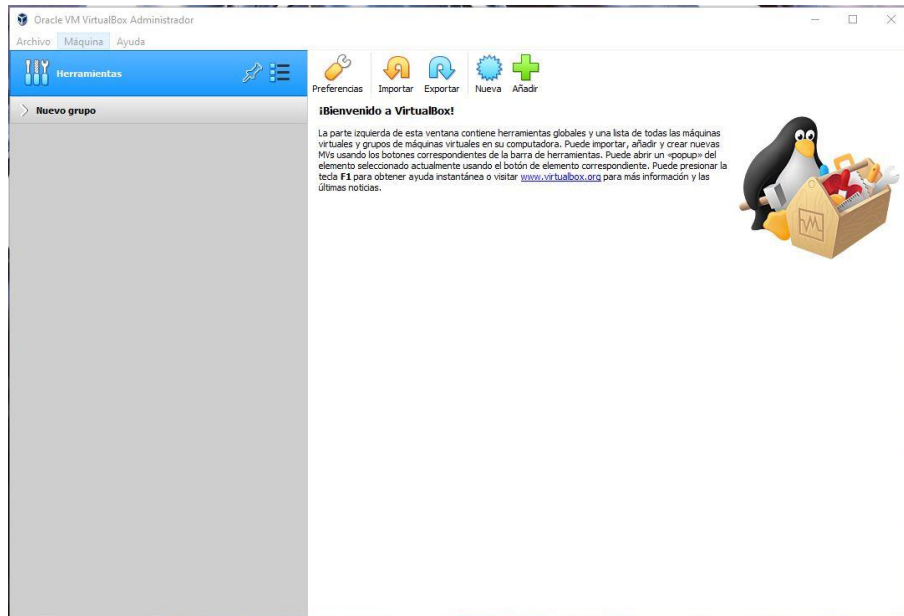 Oracle VM VirtualBox Administrador
Archivo Máquina Ayuda
Herramientas
Nuevo grupo
Preferencias Importar Exportar Nueva Añadir
¡Bienvenido a VirtualBox!
La parte izquierda de esta ventana contiene herramientas globales y una lista de todas las máquinas
virtuales y grupos de máquinas virtuales en su computadora. Puede importar, añadir y crear nuevas
MVs usando los botones correspondientes de la barra de herramientas. Puede abrir un «popup» del
elemento seleccionado actualmente usando el botón de elemento correspondiente. Puede presionar la
tecla F1 para obtener ayuda instantánea o visitar www.virtualbox.org para más información y las
últimas noticias.